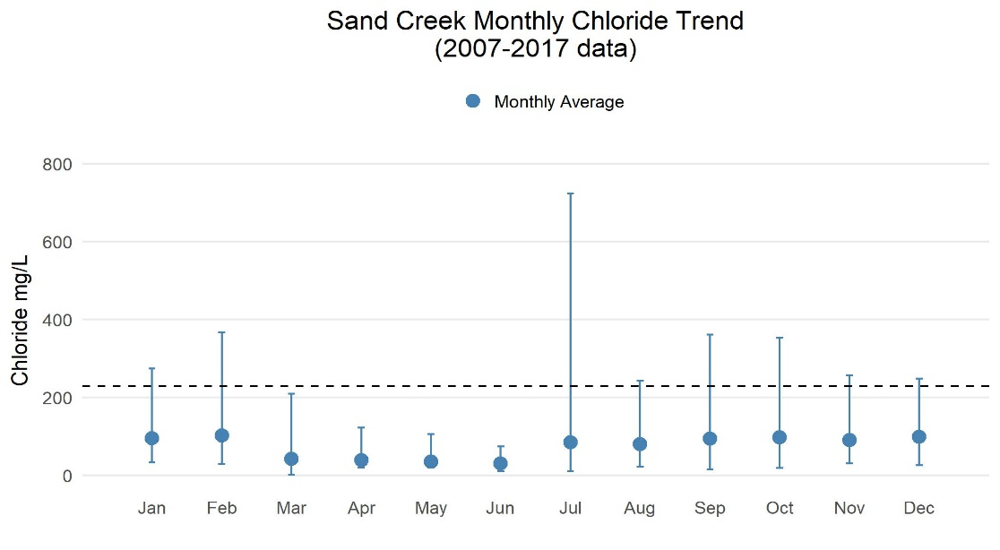 Sand Creek Monthly Chloride Trend
(2007-2017 data)
Monthly Average
Chloride mg/L
800
600
400
200
0
Jan Feb Mar Apr May Jun Jul Aug Sep Oct Nov Dec